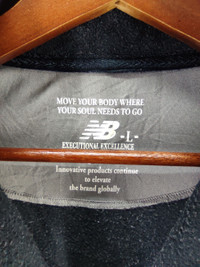 MOVE YOUR BODY WHERE
YOUR SOUL NEEDS TO GO
NB -L-
EXECUTIONAL EXCELLENCE
Innovative products continue
to elevate
the brand globally